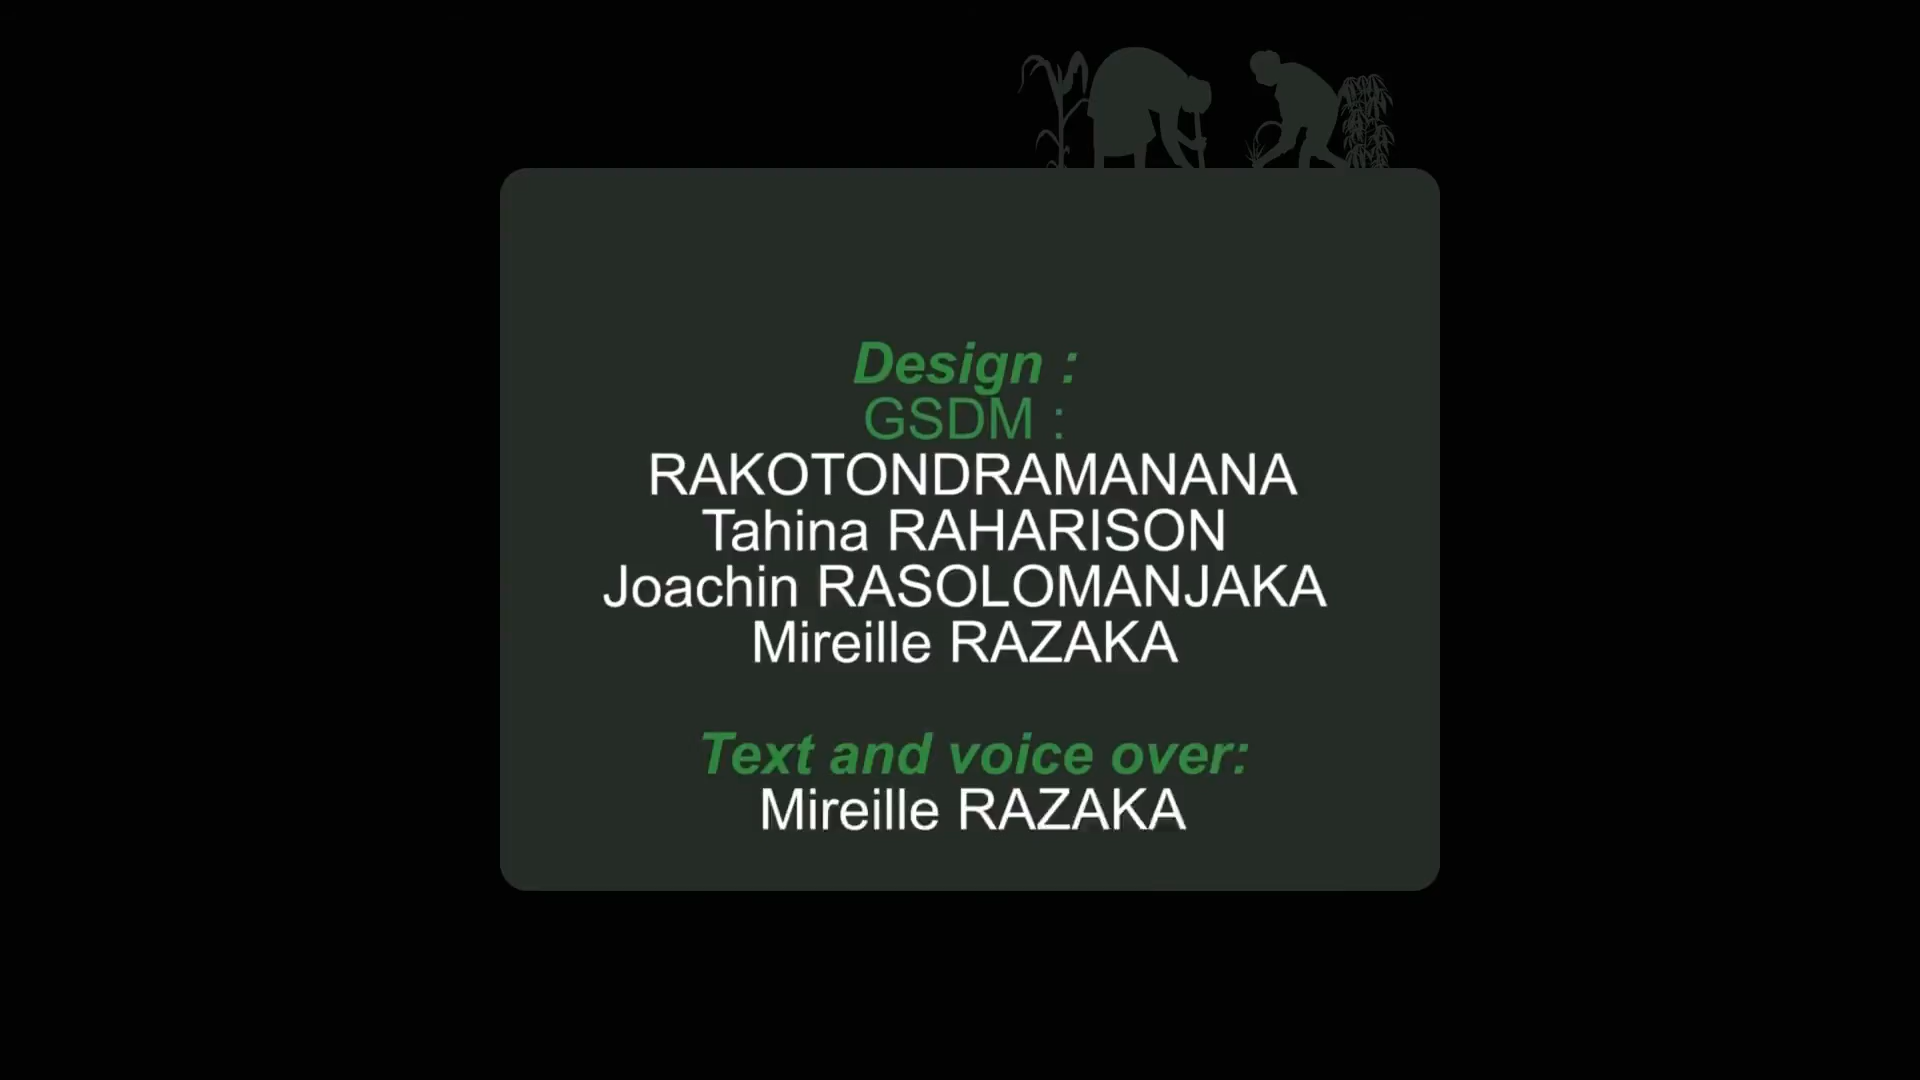 Design :
GSDM :
RAKOTONDRAMANANA
Tahina RAHARISON
Joachin RASOLOMANJAKA
Mireille RAZAKA
Text and voice over:
Mireille RAZAKA